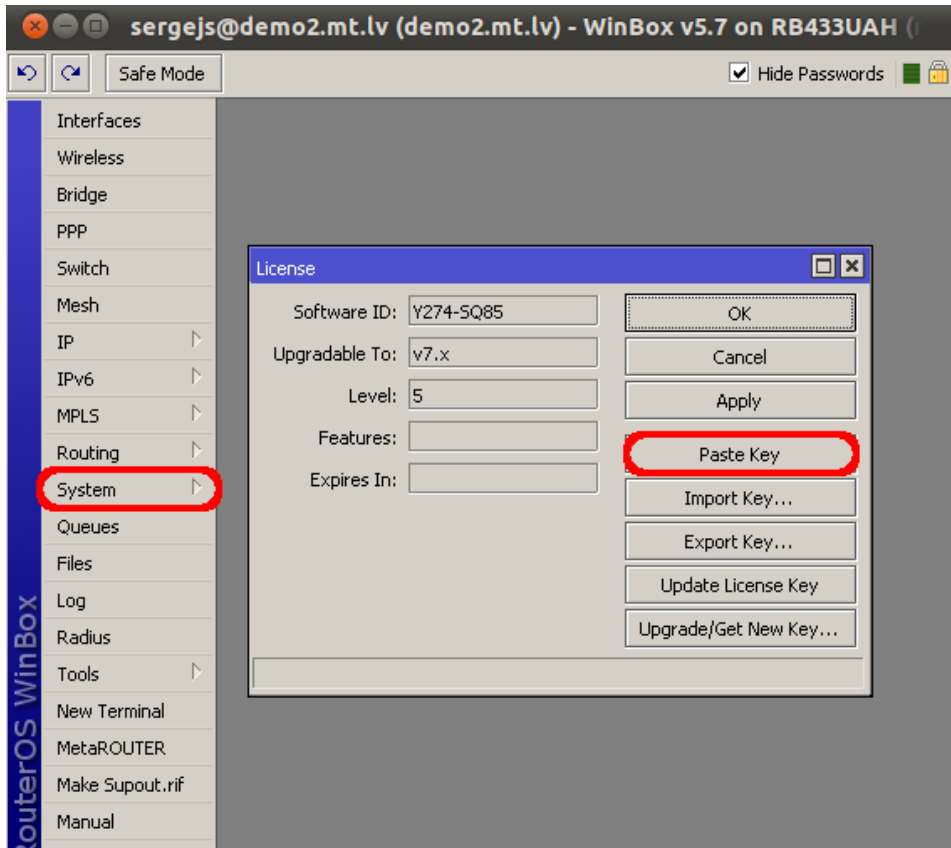 sergejs@demo2.mt.lv (demo2.mt.lv) - WinBox v5.7 on RB433UAH (
Safe Mode
Hide Passwords
Interfaces
Wireless
Bridge
PPP
Switch
Mesh
IP
IPv6
MPLS
Routing
System
Queues
Files
Log
Radius
Tools
New Terminal
MetaROUTER
Make Supout.rif
Manual
RouterOS WinBox
License
Software ID: Y274-SQ85
Upgradable To: v7.x
Level: 5
Features:
Expires In:
OK
Cancel
Apply
Paste Key
Import Key...
Export Key...
Update License Key
Upgrade/Get New Key...